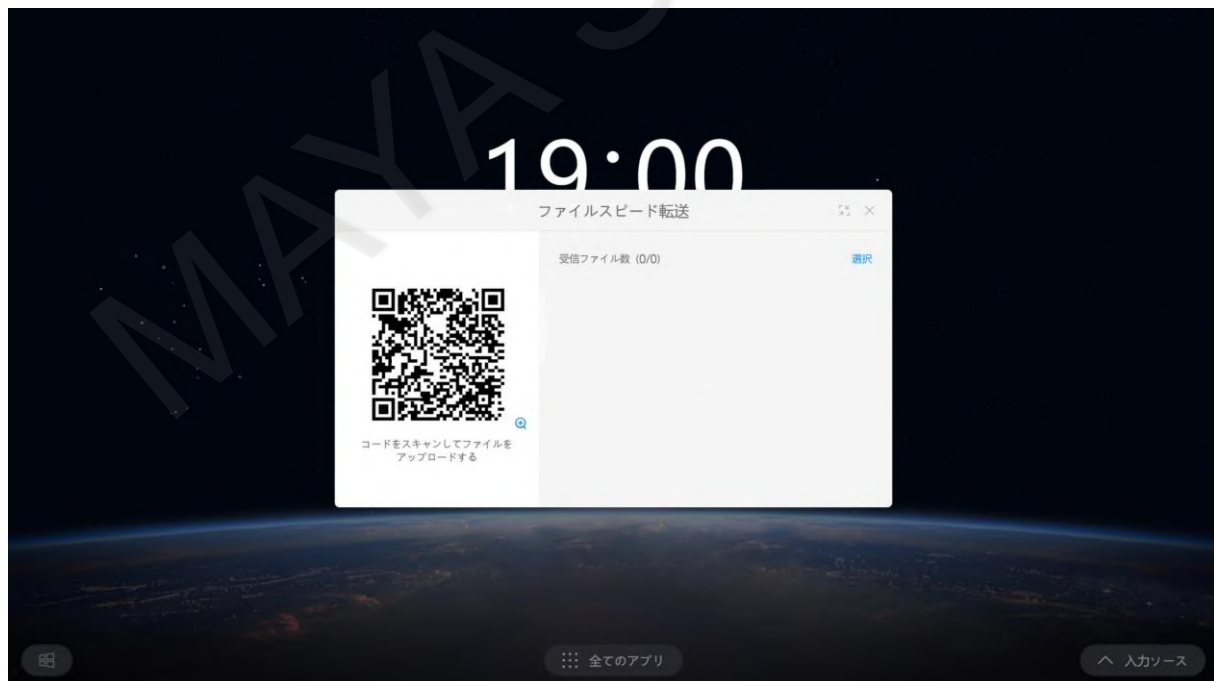 19:00
ファイルスピード転送
受信ファイル数 (0/0)
選択
コードをスキャンしてファイルを
アップロードする
全てのアプリ
入力ソース
MAYA